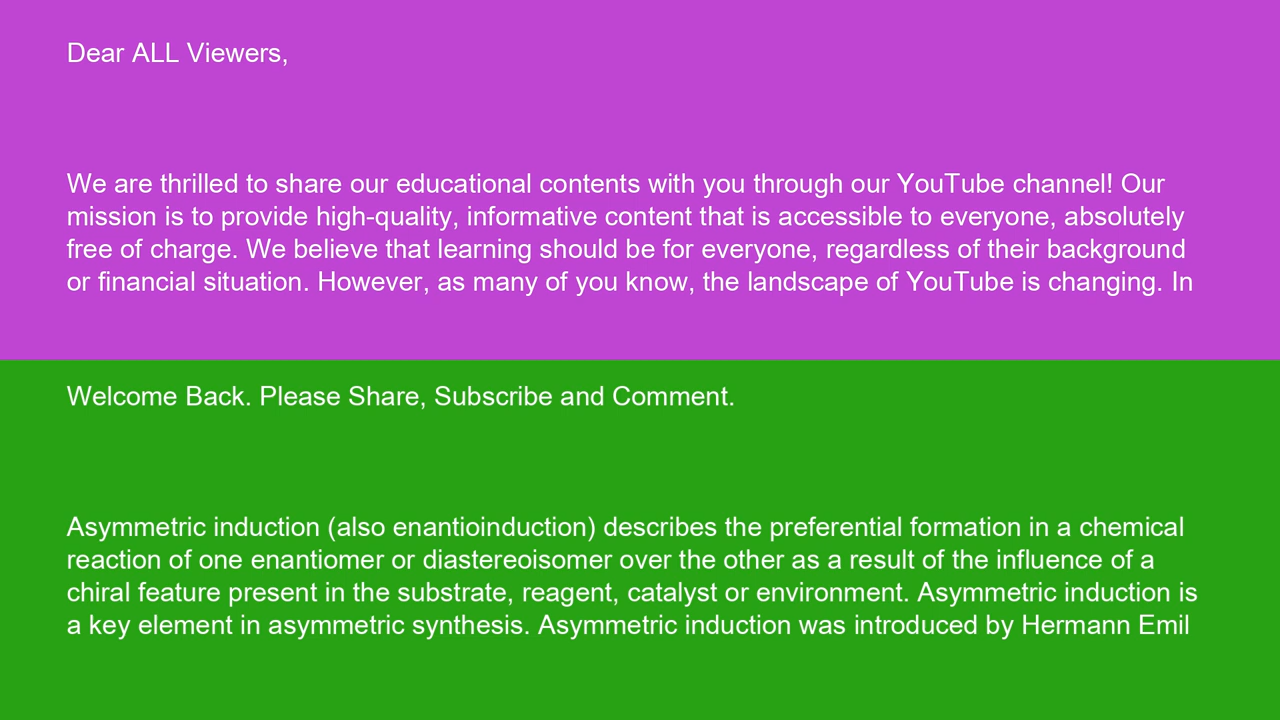 Dear ALL Viewers,
We are thrilled to share our educational contents with you through our YouTube channel! Our
mission is to provide high-quality, informative content that is accessible to everyone, absolutely
free of charge. We believe that learning should be for everyone, regardless of their background
or financial situation. However, as many of you know, the landscape of YouTube is changing. In
Welcome Back. Please Share, Subscribe and Comment.
Asymmetric induction (also enantioinduction) describes the preferential formation in a chemical
reaction of one enantiomer or diastereoisomer over the other as a result of the influence of a
chiral feature present in the substrate, reagent, catalyst or environment. Asymmetric induction is
a key element in asymmetric synthesis. Asymmetric induction was introduced by Hermann Emil